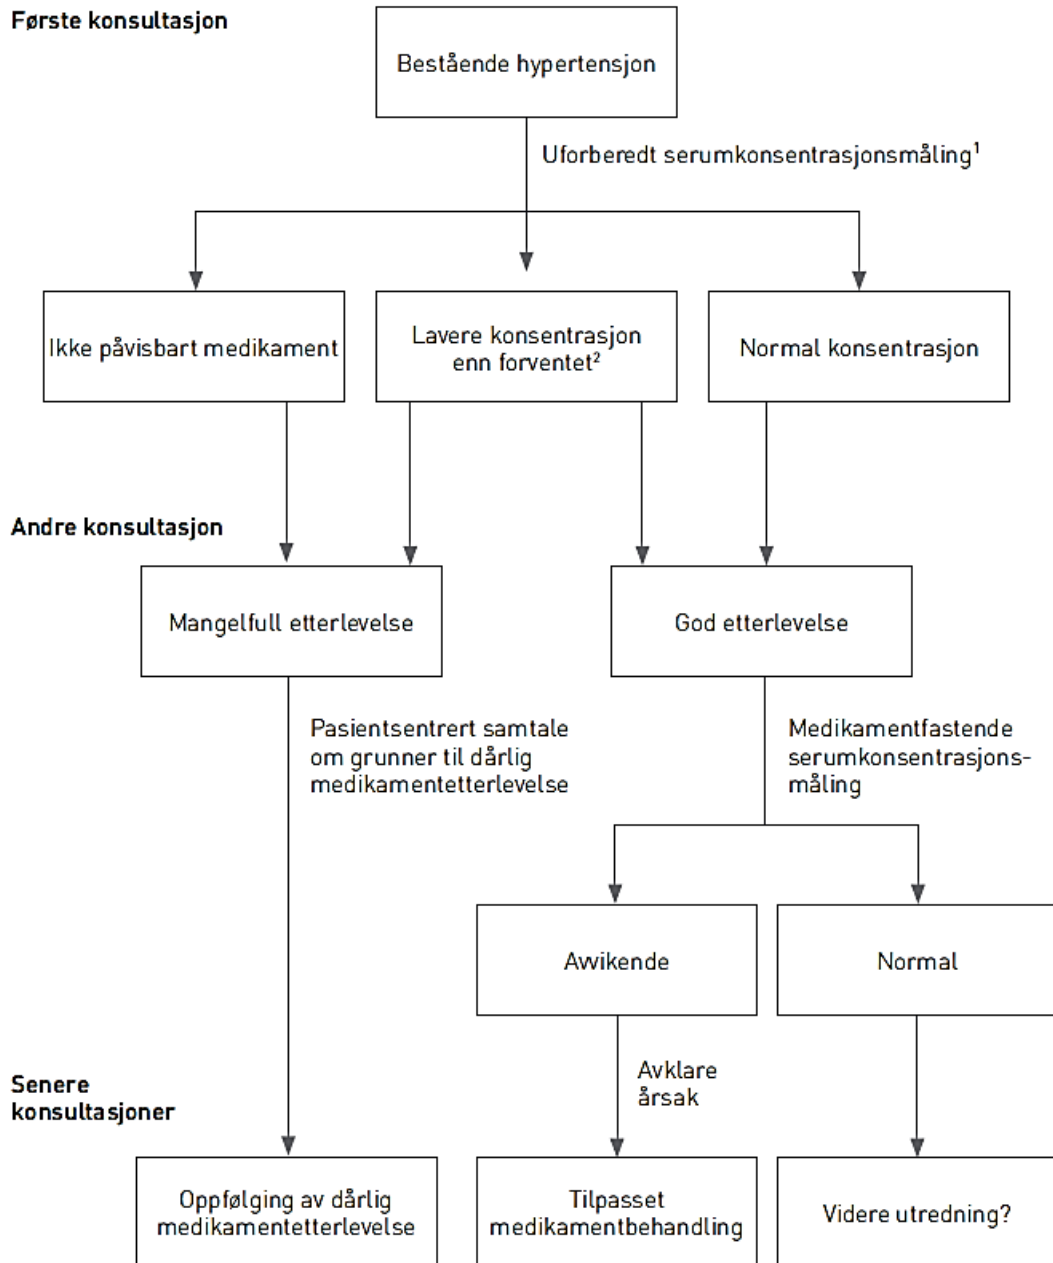 Første konsultasjon
Bestående hypertensjon
Uforberedt serumkonsentrasjonsmåling¹
Ikke påvisbart medikament
Lavere konsentrasjon
enn forventet²
Normal konsentrasjon
Andre konsultasjon
Mangelfull etterlevelse
God etterlevelse
Pasientsentrert samtale
om grunner til dårlig
medikamentetterlevelse
Medikamentfastende
serumkonsentrasjons-
måling
Avvikende
Normal
Avklare
årsak
Senere
konsultasjoner
Oppfølging av dårlig
medikamentetterlevelse
Tilpasset
medikamentbehandling
Videre utredning?